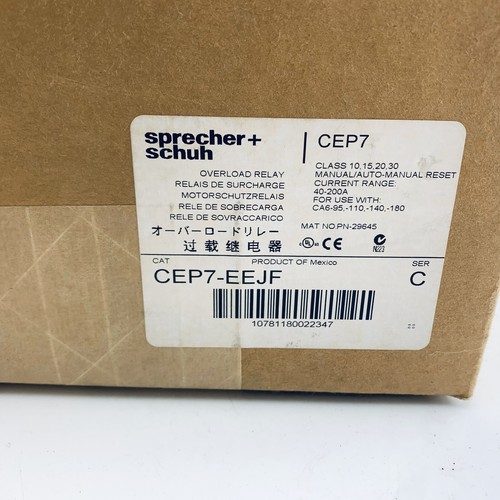 sprecher+
schuh
CEP7
OVERLOAD RELAY
RELAIS DE SURCHARGE
MOTORSCHUTZRELAIS
RELE DE SOBRECARGA
RELE DE SOVRACCARICO
オーバーロードリレー
过载继电器
CLASS 10,15,20,30
MANUAL/AUTO-MANUAL RESET
CURRENT RANGE:
40-200A
FOR USE WITH:
CA6-95,-110,-140,-180
MAT NO:PN-29645
UL CE N223
CAT
PRODUCT OF Mexico
SER
CEP7-EEJF
C
10781180022347
22